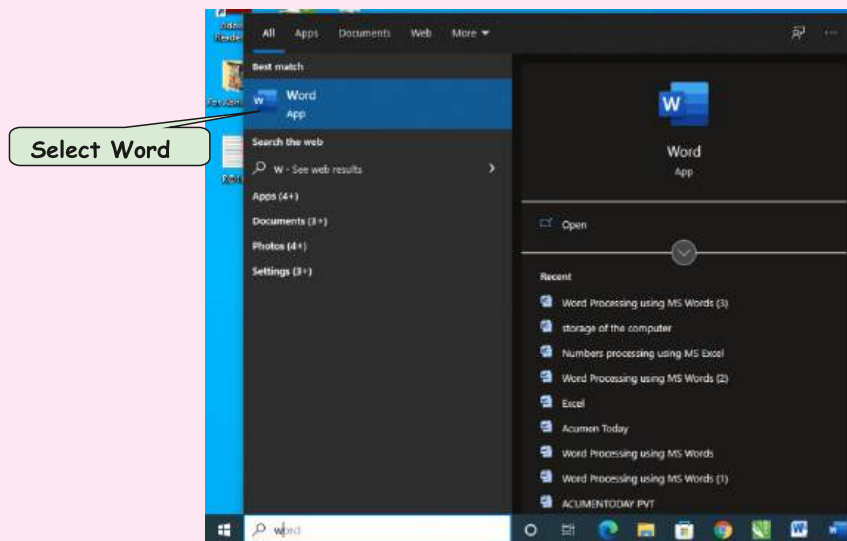 All Apps Documents Web More
Best match
W Word
App
Select Word
Search the web
W - See web results
Apps (4+)
Documents (3+)
Photos (4+)
Settings (3+)
W
Word
App
Open
Recent
Word Processing using MS Words (3)
storage of the computer
Numbers processing using MS Excel
Word Processing using MS Words (2)
Excel
Acumen Today
Word Processing using MS Words
Word Processing using MS Words (1)
ACUMENTODAY PVT
word